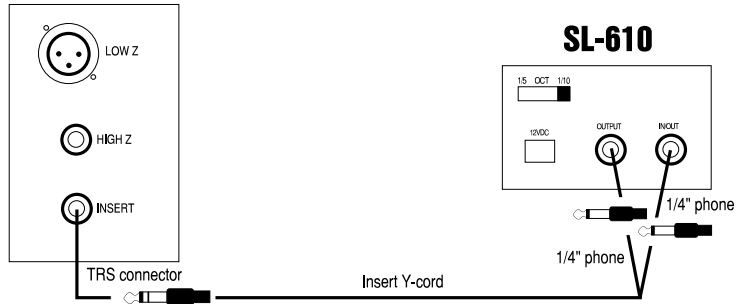 LOW Z
HIGH Z
INSERT
TRS connector
Insert Y-cord
SL-610
1/5 OCT 1/10
12VDC
OUTPUT
IN/OUT
1/4" phone
1/4" phone